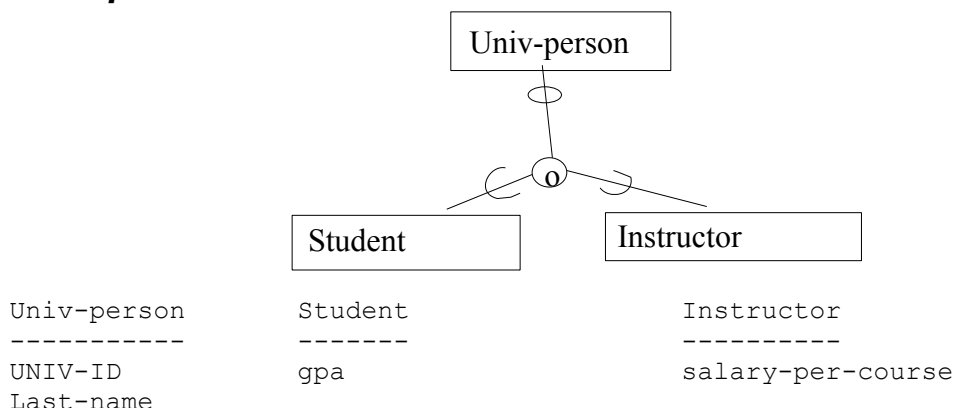 Univ-person
o
Student
Instructor
Univ-person Student Instructor
----------- ------- ----------
UNIV-ID gpa salary-per-course
Last-name